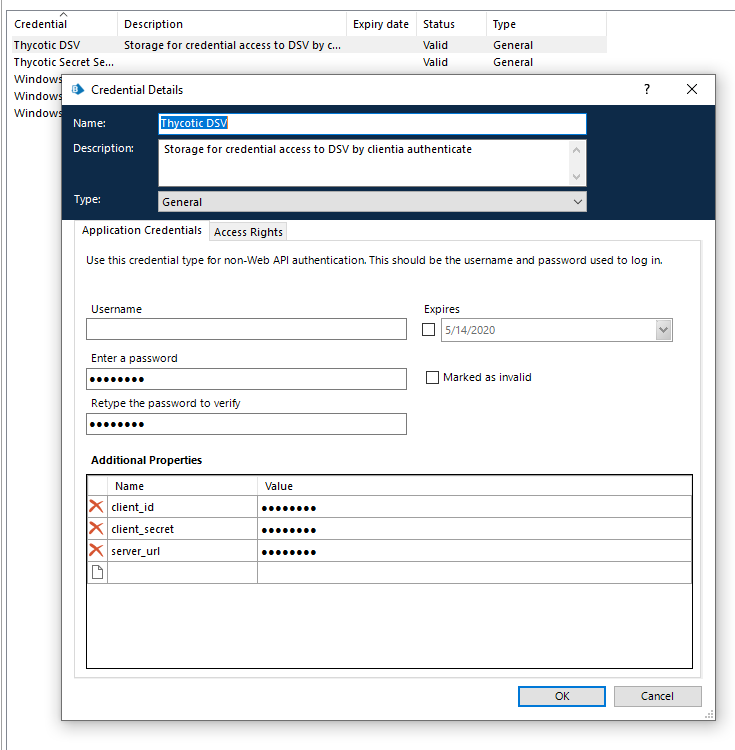 Credential Description Expiry date Status Type
Thycotic DSV Storage for credential access to DSV by c... Valid General
Thycotic Secret Se... Valid General
Windows
Windows
Windows
Credential Details ?
Name: Thycotic DSV
Description: Storage for credential access to DSV by clientia authenticate
Type: General
Application Credentials Access Rights
Use this credential type for non-Web API authentication. This should be the username and password used to log in.
Username Expires
5/14/2020
Enter a password
●●●●●●●● Marked as invalid
Retype the password to verify
●●●●●●●●
Additional Properties
Name Value
client_id ●●●●●●●●
client_secret ●●●●●●●●
server_url ●●●●●●●●
OK Cancel